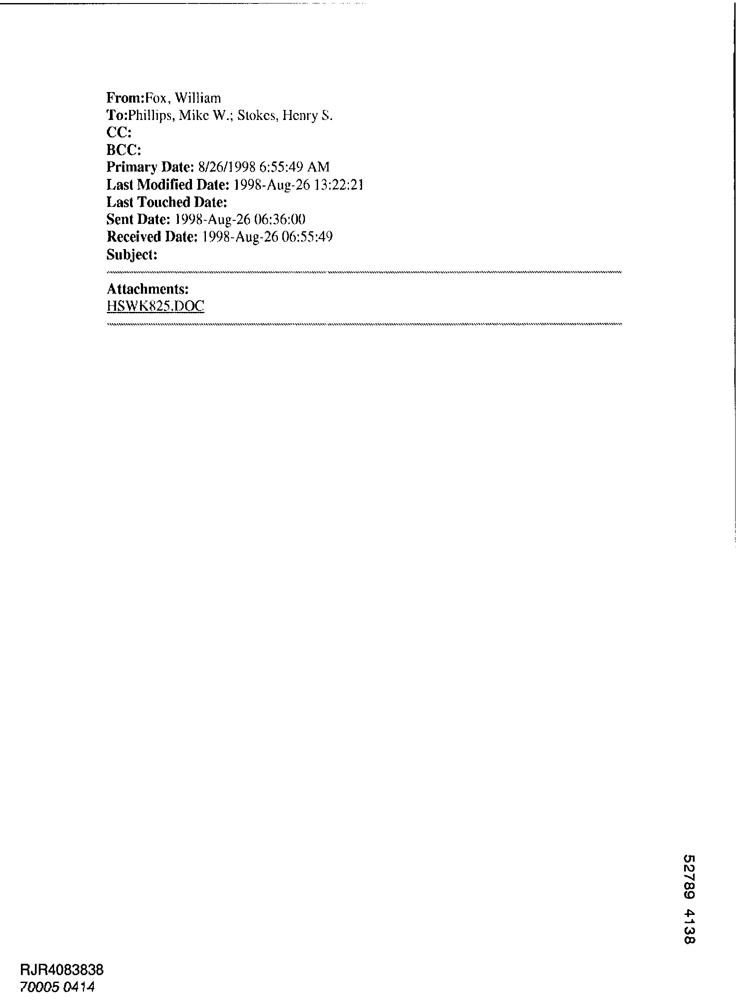 From:Fox, William
To:Phillips, Mike W.; Stokes, Henry S.
CC:
BCC:
Primary Date: 8/26/1998 6:55:49 AM
Last Modified Date: 1998-Aug-26 13:22:21
Last Touched Date:
Sent Date: 1998-Aug-26 06:36:00
Received Date: 1998-Aug-26 06:55:49
Subject:
Attachments:
HSWK825.DOC
52789 4138
RJR4083838
70005 0414